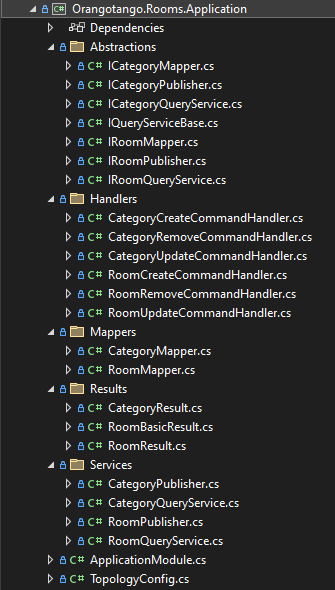 C# Orangotango.Rooms.Application
Dependencies
Abstractions
C# ICategoryMapper.cs
C# ICategoryPublisher.cs
C# ICategoryQueryService.cs
C# IQueryServiceBase.cs
C# IRoomMapper.cs
C# IRoomPublisher.cs
C# IRoomQueryService.cs
Handlers
C# CategoryCreateCommandHandler.cs
C# CategoryRemoveCommandHandler.cs
C# CategoryUpdateCommandHandler.cs
C# RoomCreateCommandHandler.cs
C# RoomRemoveCommandHandler.cs
C# RoomUpdateCommandHandler.cs
Mappers
C# CategoryMapper.cs
C# RoomMapper.cs
Results
C# CategoryResult.cs
C# RoomBasicResult.cs
C# RoomResult.cs
Services
C# CategoryPublisher.cs
C# CategoryQueryService.cs
C# RoomPublisher.cs
C# RoomQueryService.cs
C# ApplicationModule.cs
C# TopologyConfig.cs